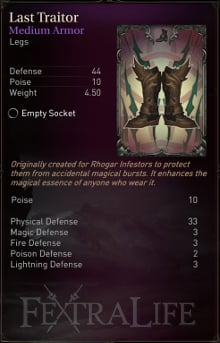 Last Traitor
Medium Armor
Legs
Defense 44
Poise 10
Weight 4.50
Empty Socket
Originally created for Rhogar Infestors to protect
them from accidental magical bursts. It enhances the
magical essence of anyone who wear it.
Poise 10
Physical Defense 33
Magic Defense 3
Fire Defense 3
Poison Defense 2
Lightning Defense 3
FEXTRALIFE